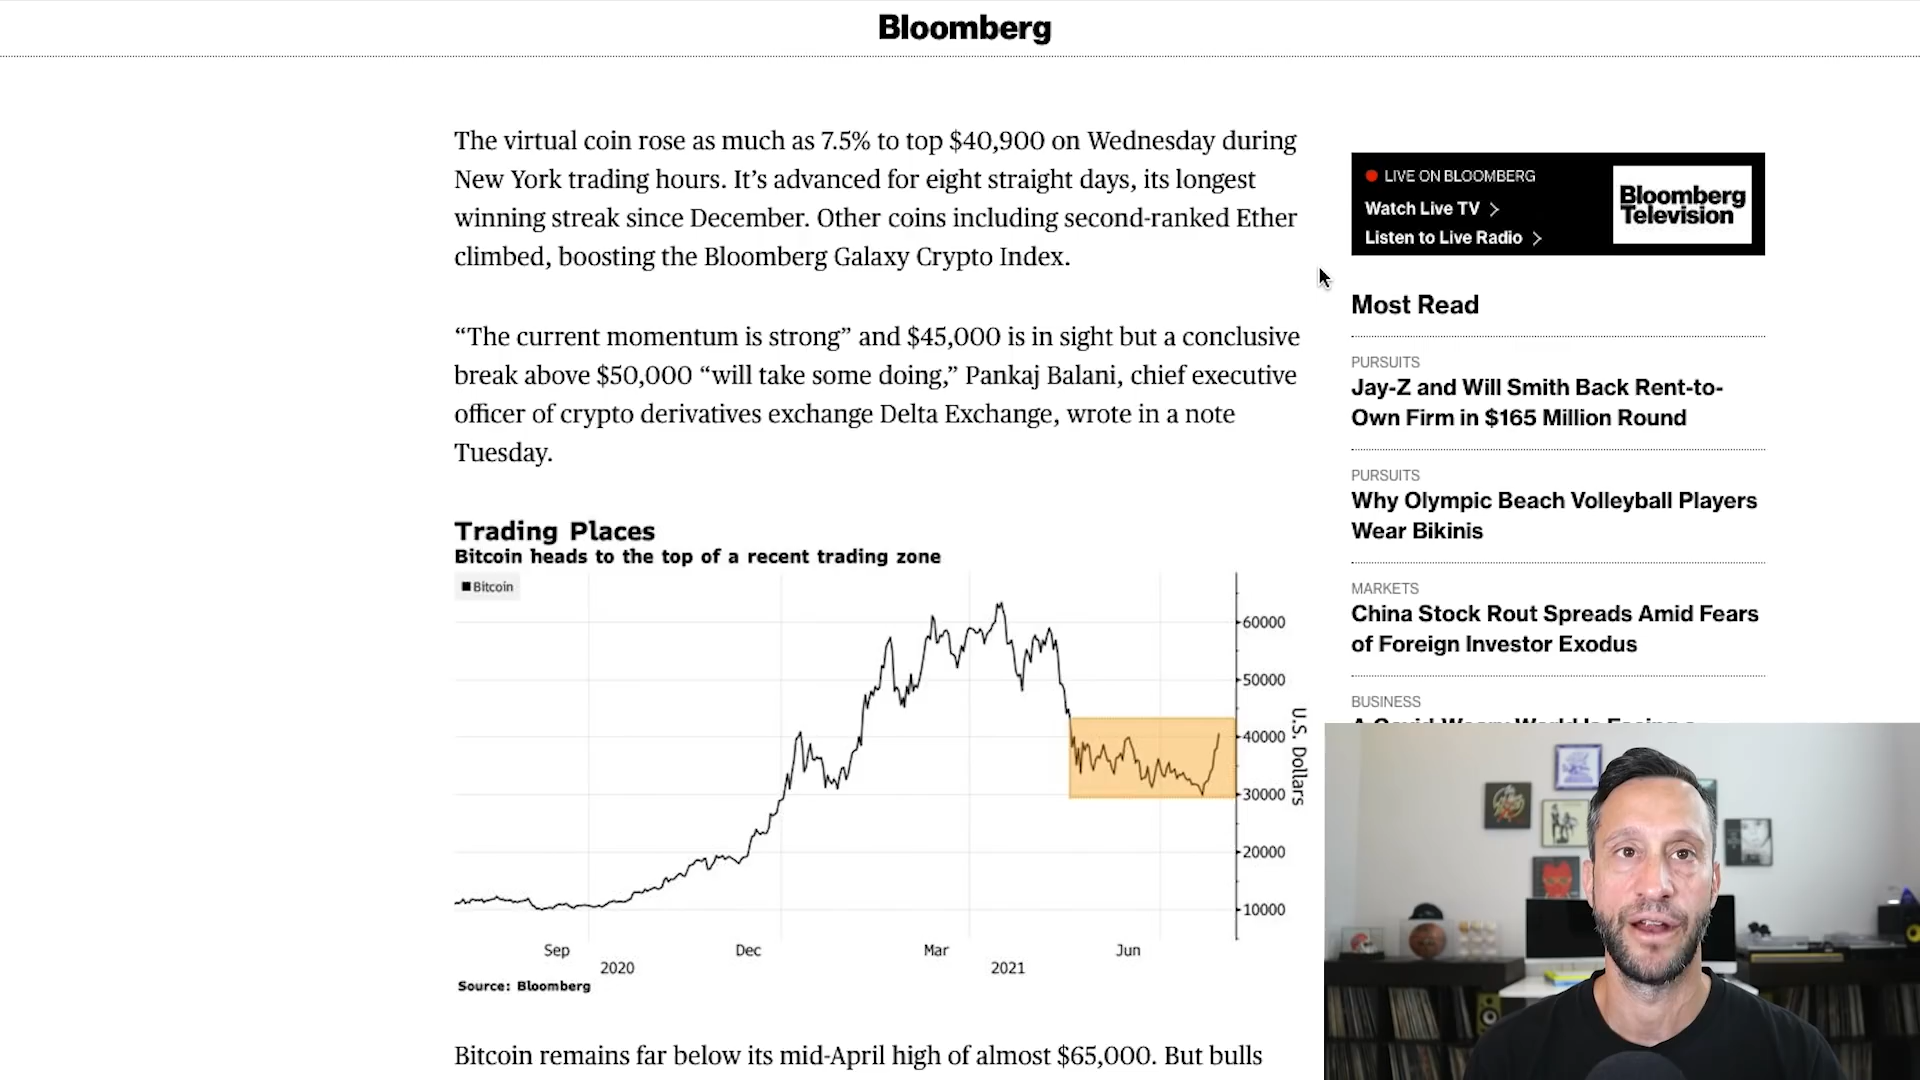 Bloomberg
The virtual coin rose as much as 7.5% to top $40,900 on Wednesday during
New York trading hours. It’s advanced for eight straight days, its longest
winning streak since December. Other coins including second-ranked Ether
climbed, boosting the Bloomberg Galaxy Crypto Index.
“The current momentum is strong” and $45,000 is in sight but a conclusive
break above $50,000 “will take some doing,” Pankaj Balani, chief executive
officer of crypto derivatives exchange Delta Exchange, wrote in a note
Tuesday.
Trading Places
Bitcoin heads to the top of a recent trading zone
Bitcoin
60000
50000
40000
30000
20000
10000
U.S. Dollars
Sep
Dec
Mar
Jun
2020
2021
Source: Bloomberg
Bitcoin remains far below its mid-April high of almost $65,000. But bulls
LIVE ON BLOOMBERG
Watch Live TV
Listen to Live Radio
Bloomberg
Television
Most Read
PURSUITS
Jay-Z and Will Smith Back Rent-to-
Own Firm in $165 Million Round
PURSUITS
Why Olympic Beach Volleyball Players
Wear Bikinis
MARKETS
China Stock Rout Spreads Amid Fears
of Foreign Investor Exodus
BUSINESS